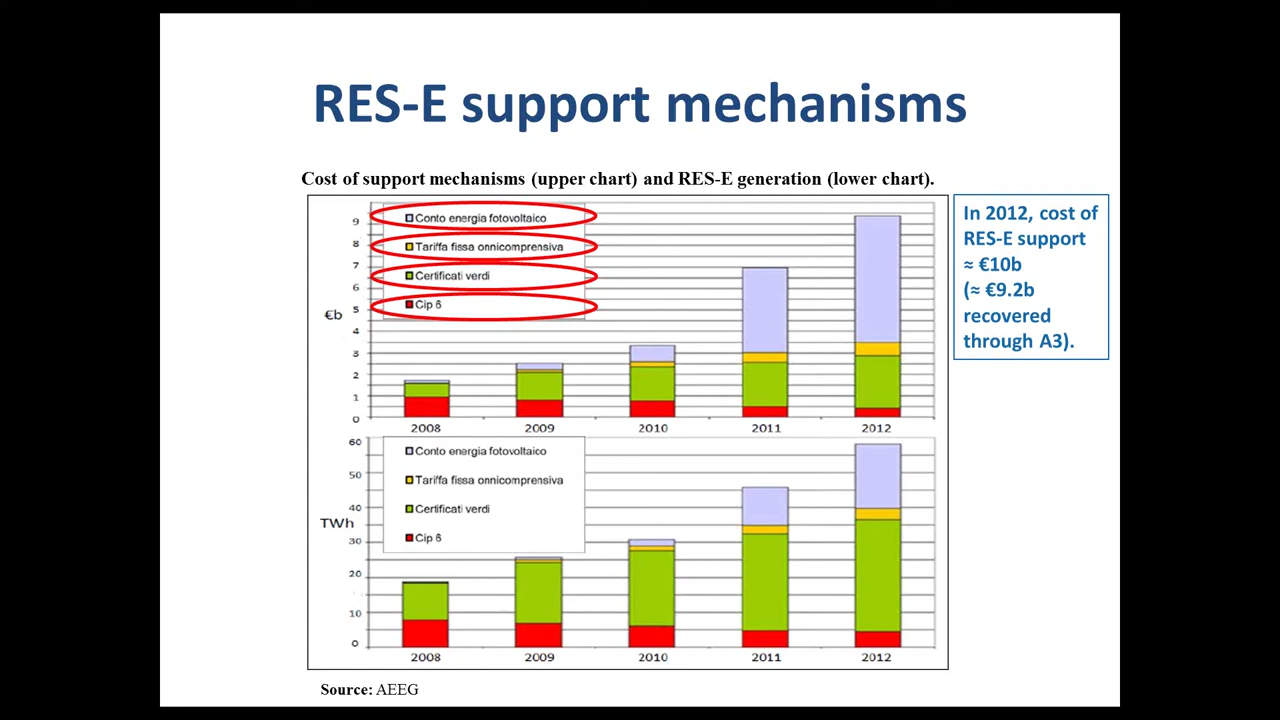 RES-E support mechanisms
Cost of support mechanisms (upper chart) and RES-E generation (lower chart).
In 2012, cost of
RES-E support
≈ €10b
(≈ €9.2b
recovered
through A3).
Conto energia fotovoltaico
Tariffa fissa onnicomprensiva
Certificati verdi
Cip 6
€b
9
8
7
6
5
4
3
2
1
0
2008 2009 2010 2011 2012
Conto energia fotovoltaico
Tariffa fissa onnicomprensiva
Certificati verdi
Cip 6
TWh
60
50
40
30
20
10
0
2008 2009 2010 2011 2012
Source: AEEG